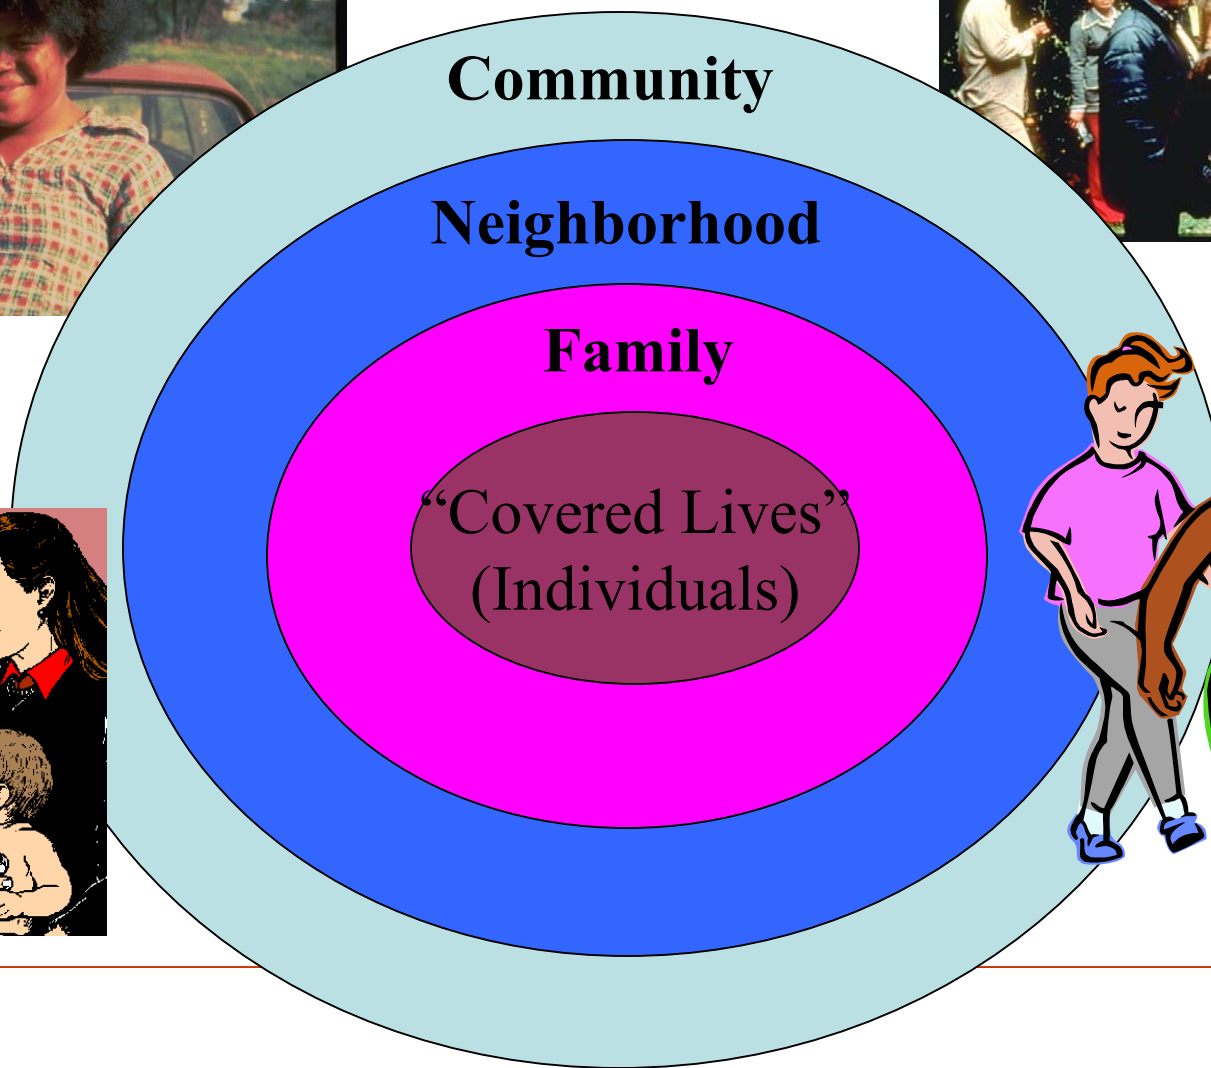 Community
Neighborhood
Family
“Covered Lives”
(Individuals)